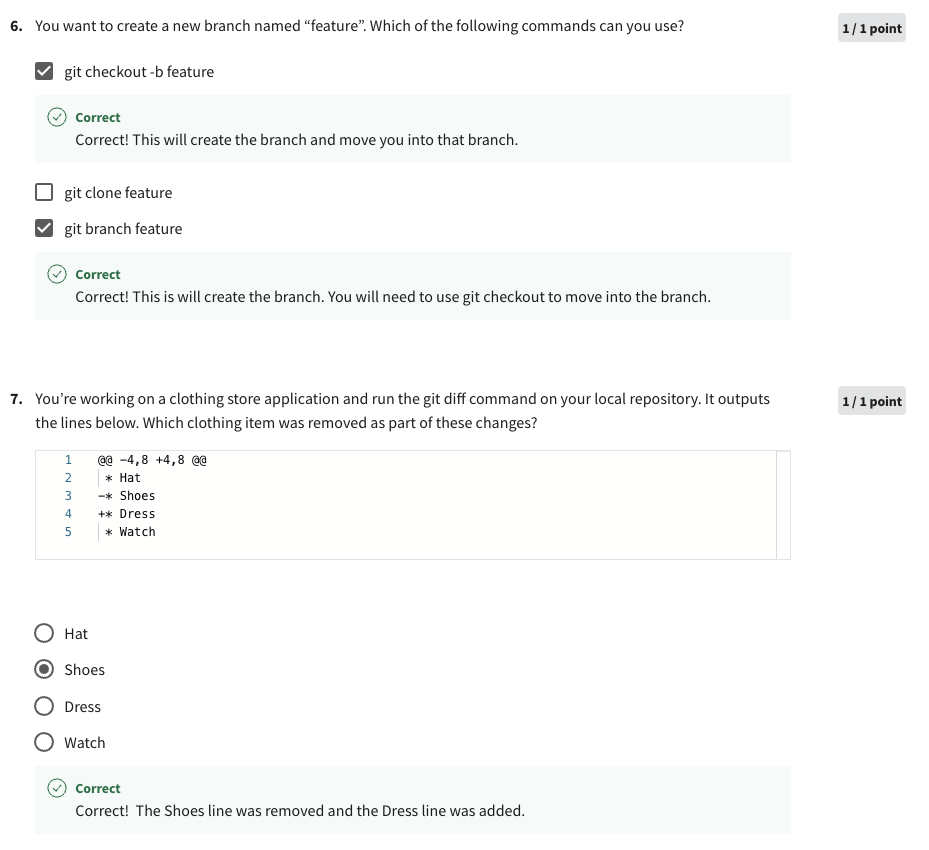 6. You want to create a new branch named “feature”. Which of the following commands can you use?
1 / 1 point
git checkout -b feature
Correct
Correct! This will create the branch and move you into that branch.
git clone feature
git branch feature
Correct
Correct! This is will create the branch. You will need to use git checkout to move into the branch.
7. You’re working on a clothing store application and run the git diff command on your local repository. It outputs
the lines below. Which clothing item was removed as part of these changes?
1 / 1 point
1 @@ -4,8 +4,8 @@
2 * Hat
3 -* Shoes
4 +* Dress
5 * Watch
Hat
Shoes
Dress
Watch
Correct
Correct!  The Shoes line was removed and the Dress line was added.